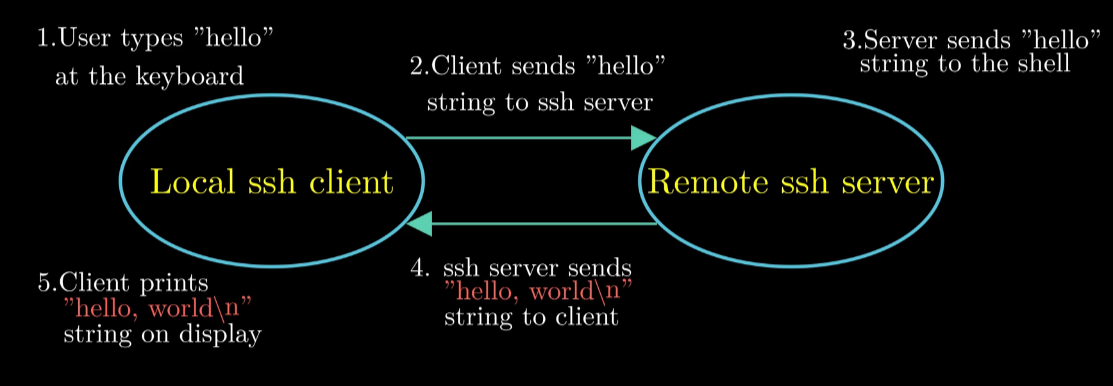 1.User types "hello"
at the keyboard
2.Client sends "hello"
string to ssh server
3.Server sends "hello"
string to the shell
Local ssh client
Remote ssh server
4. ssh server sends
"hello, world\n"
string to client
5.Client prints
"hello, world\n"
string on display